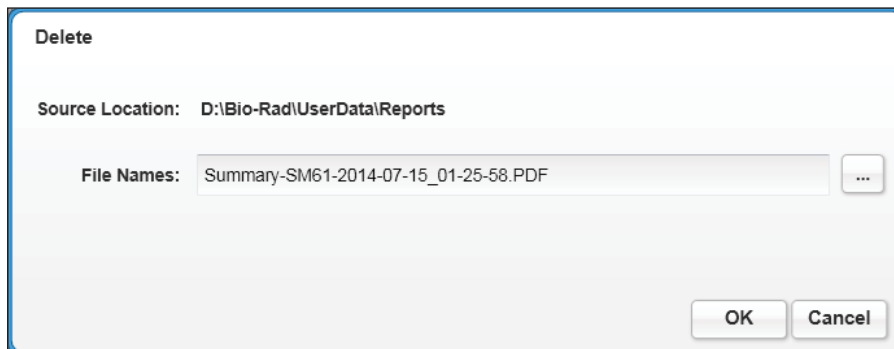 Delete
Source Location: D:\Bio-Rad\UserData\Reports
File Names: Summary-SM61-2014-07-15_01-25-58.PDF ...
OK Cancel